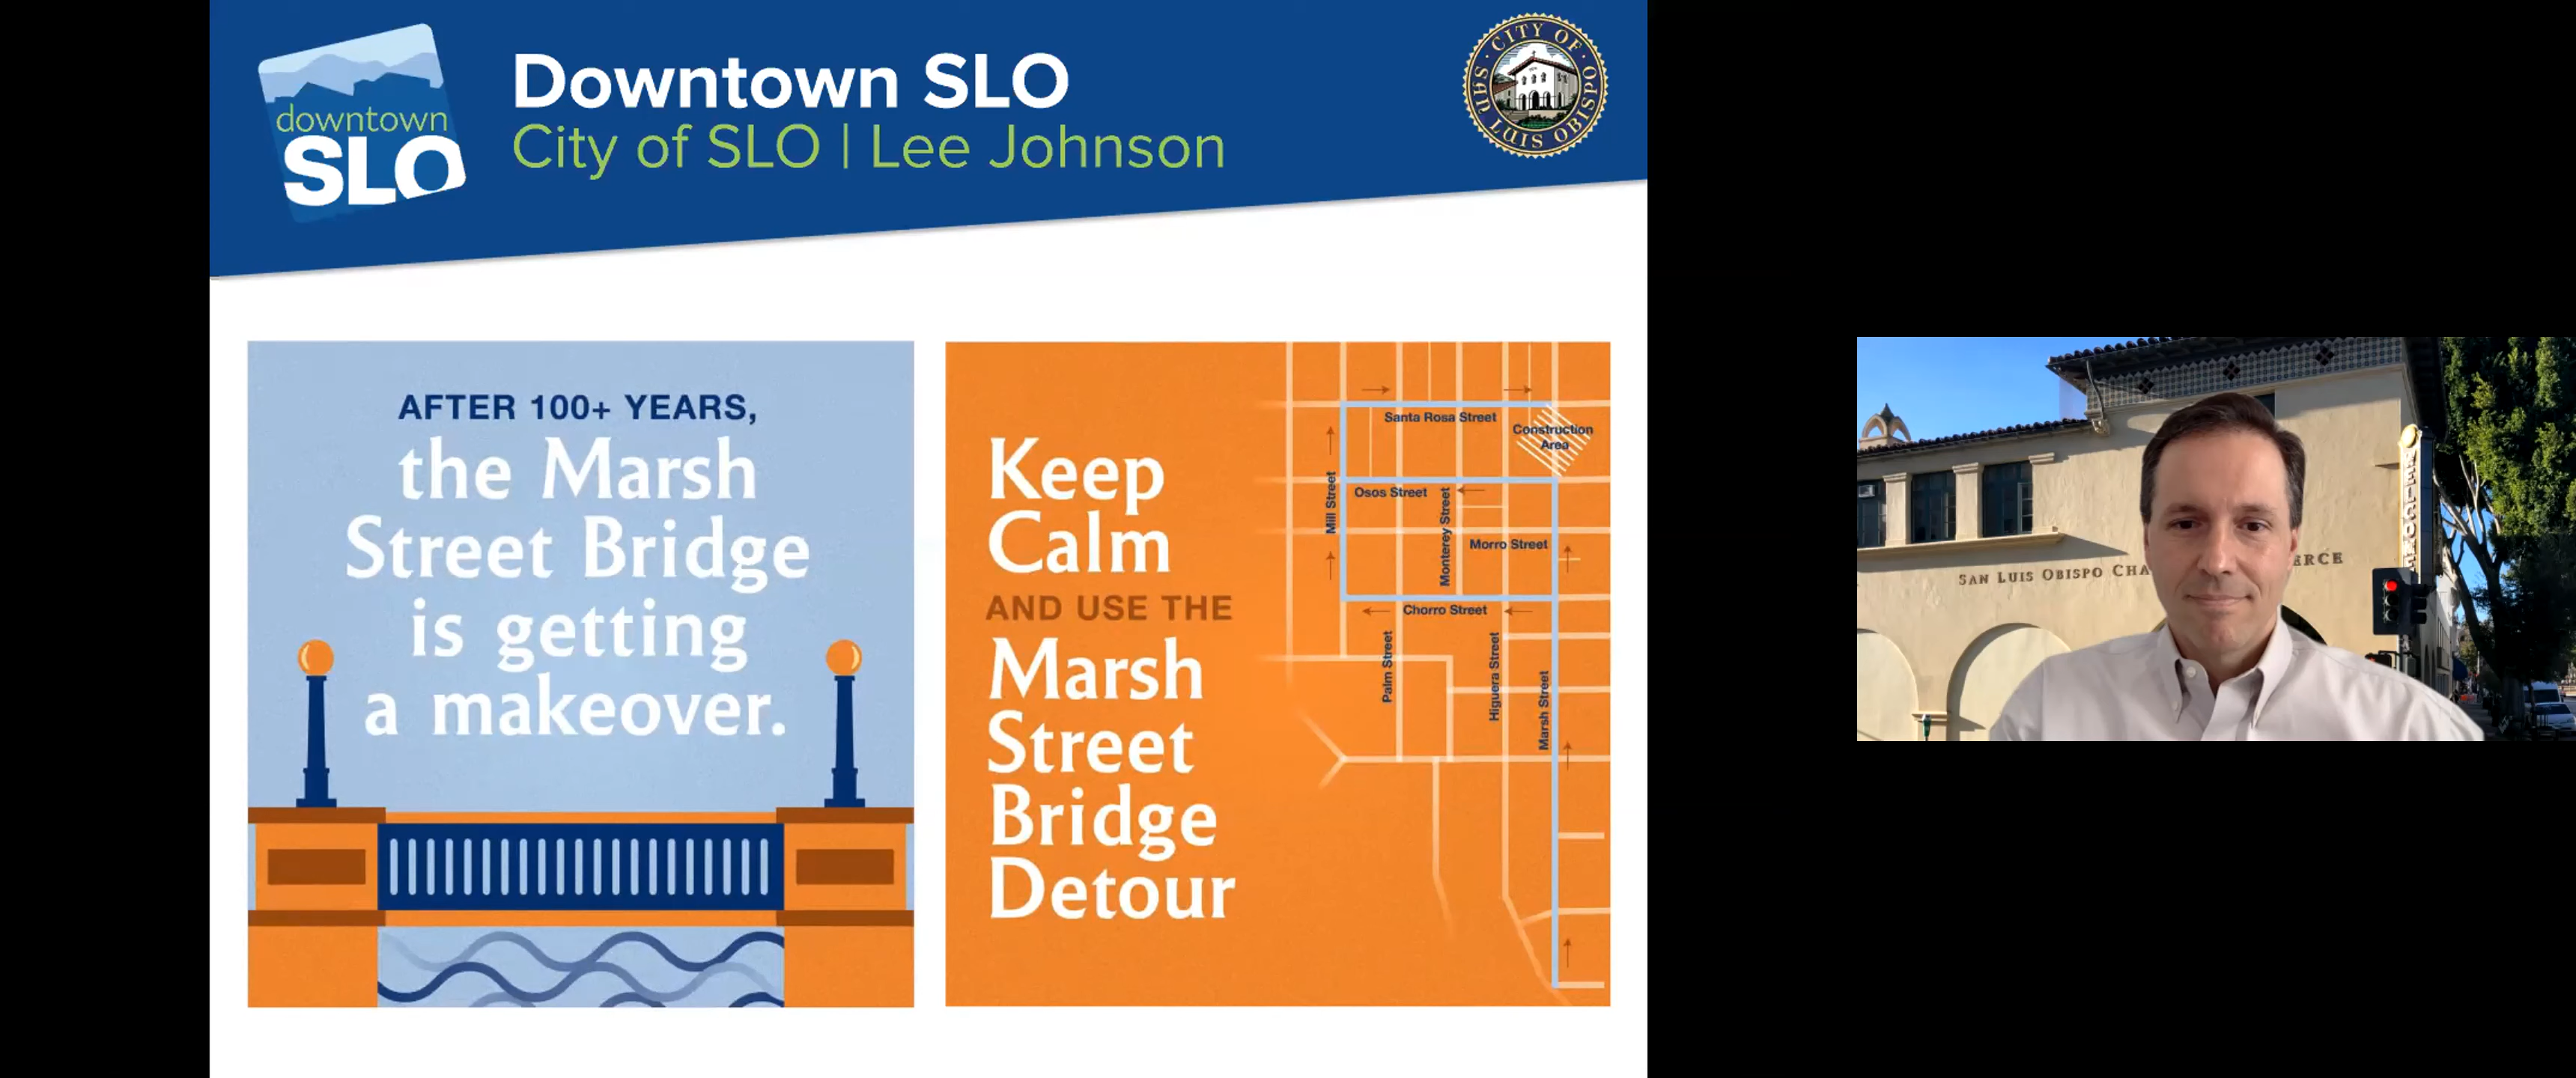 downtown
SLO
Downtown SLO
City of SLO | Lee Johnson
CITY OF
SAN LUIS OBISPO
AFTER 100+ YEARS,
the Marsh
Street Bridge
is getting
a makeover.
Keep
Calm
AND USE THE
Marsh
Street
Bridge
Detour
Santa Rosa Street
Construction
Area
Mill Street
Osos Street
Monterey Street
Morro Street
Chorro Street
Palm Street
Higuera Street
Marsh Street
SAN LUIS OBISPO CHA
ERCE
WELCOME